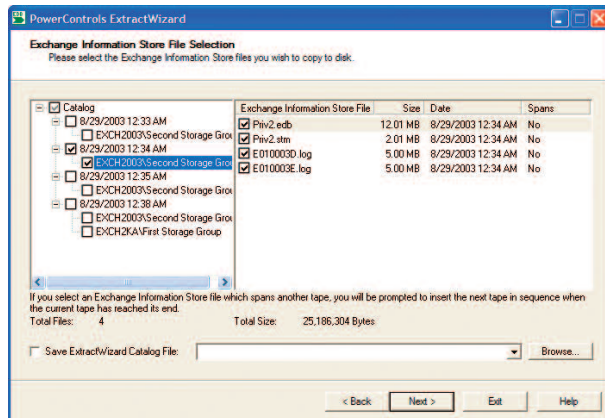 PowerControls ExtractWizard
Exchange Information Store File Selection
Please select the Exchange Information Store files you wish to copy to disk.
Catalog
8/29/2003 12:33 AM
EXCH2003\Second Storage Grou
8/29/2003 12:34 AM
EXCH2003\Second Storage Grou
8/29/2003 12:35 AM
EXCH2003\Second Storage Grou
8/29/2003 12:38 AM
EXCH2003\Second Storage Grou
EXCH2KA\First Storage Group
Exchange Information Store File Size Date Spans
Priv2.edb 12.01 MB 8/29/2003 12:34 AM No
Priv2.stm 2.01 MB 8/29/2003 12:34 AM No
E010003D.log 5.00 MB 8/29/2003 12:34 AM No
E010003E.log 5.00 MB 8/29/2003 12:34 AM No
If you select an Exchange Information Store file which spans another tape, you will be prompted to insert the next tape in sequence when
the current tape has reached its end.
Total Files: 4 Total Size: 25,186,304 Bytes
Save ExtractWizard Catalog File: Browse...
< Back Next > Exit Help